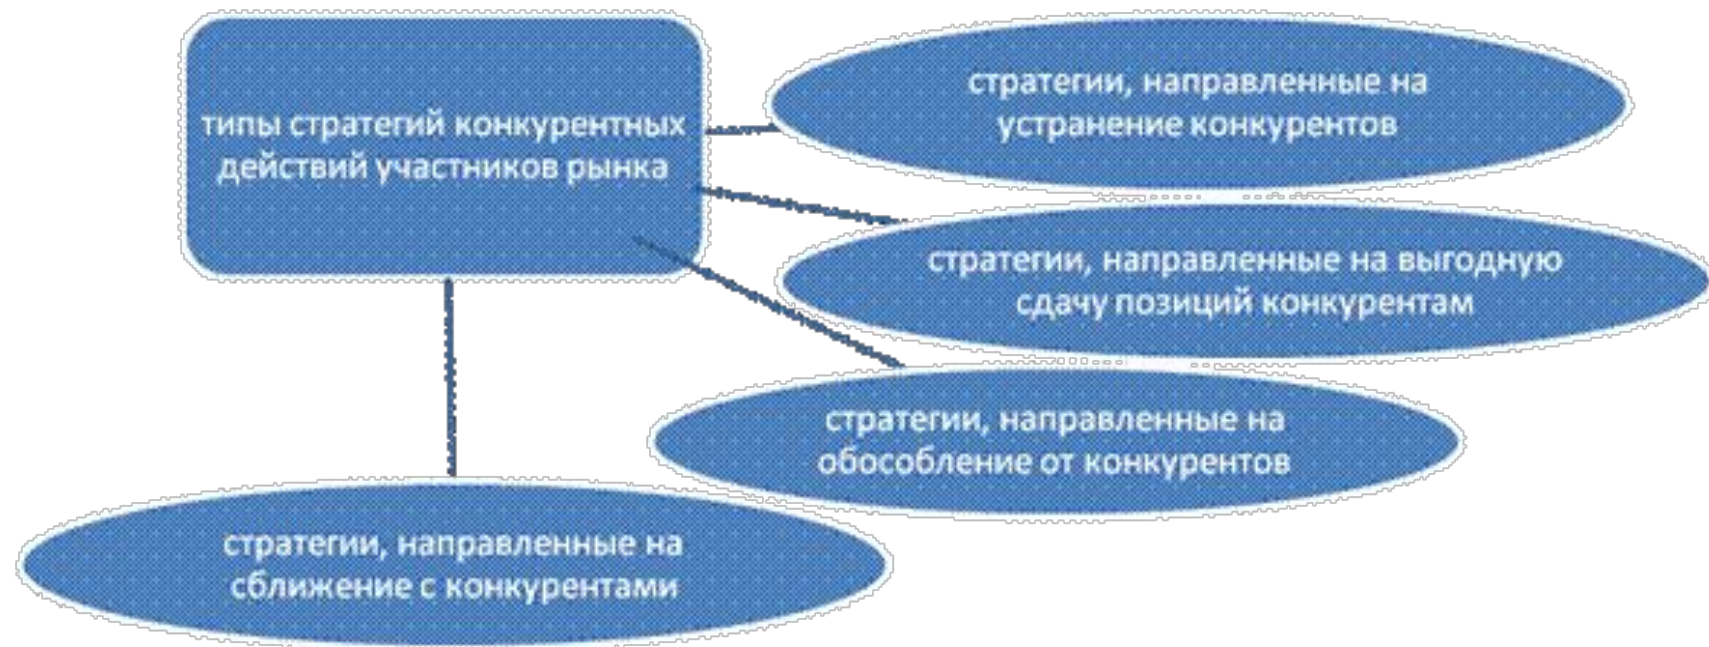 типы стратегий конкурентных
действий участников рынка
стратегии, направленные на
устранение конкурентов
стратегии, направленные на выгодную
сдачу позиций конкурентам
стратегии, направленные на
обособление от конкурентов
стратегии, направленные на
сближение с конкурентами